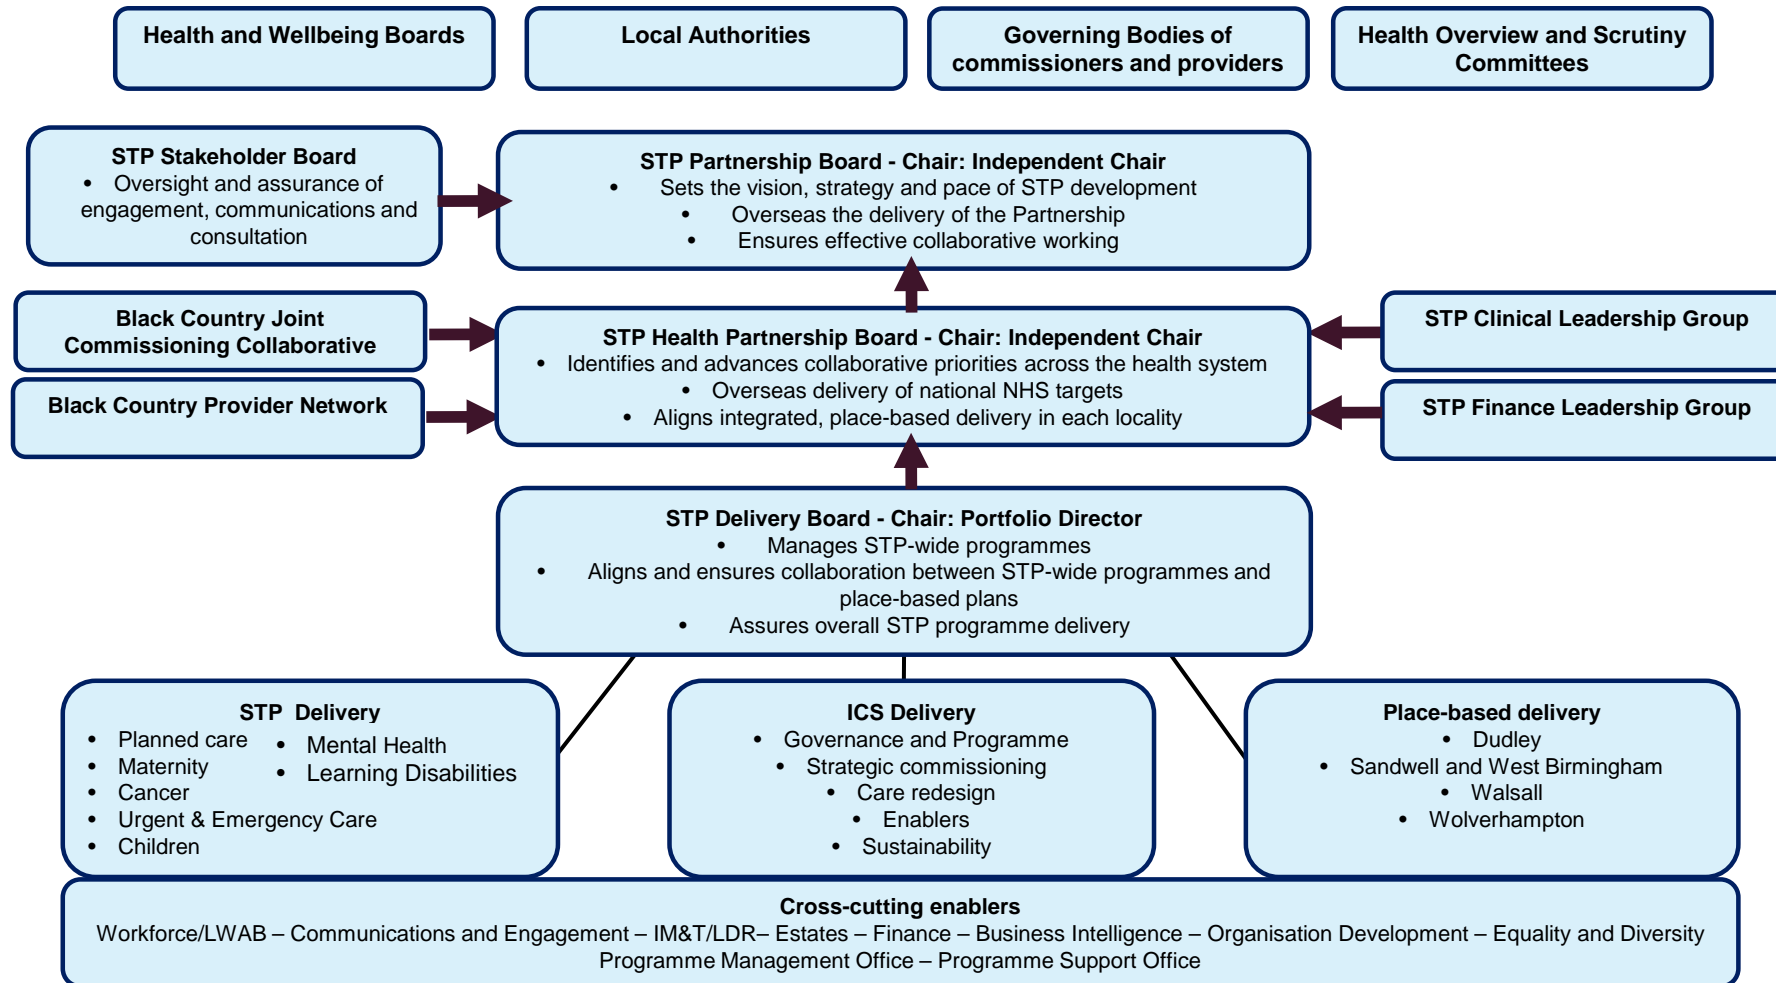 Health and Wellbeing Boards
Local Authorities
Governing Bodies of
commissioners and providers
Health Overview and Scrutiny
Committees
STP Stakeholder Board
• Oversight and assurance of
engagement, communications and
consultation
STP Partnership Board - Chair: Independent Chair
• Sets the vision, strategy and pace of STP development
• Overseas the delivery of the Partnership
• Ensures effective collaborative working
Black Country Joint
Commissioning Collaborative
Black Country Provider Network
STP Health Partnership Board - Chair: Independent Chair
• Identifies and advances collaborative priorities across the health system
• Overseas delivery of national NHS targets
• Aligns integrated, place-based delivery in each locality
STP Clinical Leadership Group
STP Finance Leadership Group
STP Delivery Board - Chair: Portfolio Director
• Manages STP-wide programmes
• Aligns and ensures collaboration between STP-wide programmes and
place-based plans
• Assures overall STP programme delivery
STP Delivery
• Planned care
• Maternity
• Cancer
• Urgent & Emergency Care
• Children
• Mental Health
• Learning Disabilities
ICS Delivery
• Governance and Programme
• Strategic commissioning
• Care redesign
• Enablers
• Sustainability
Place-based delivery
• Dudley
• Sandwell and West Birmingham
• Walsall
• Wolverhampton
Cross-cutting enablers
Workforce/LWAB – Communications and Engagement – IM&T/LDR– Estates – Finance – Business Intelligence – Organisation Development – Equality and Diversity
Programme Management Office – Programme Support Office